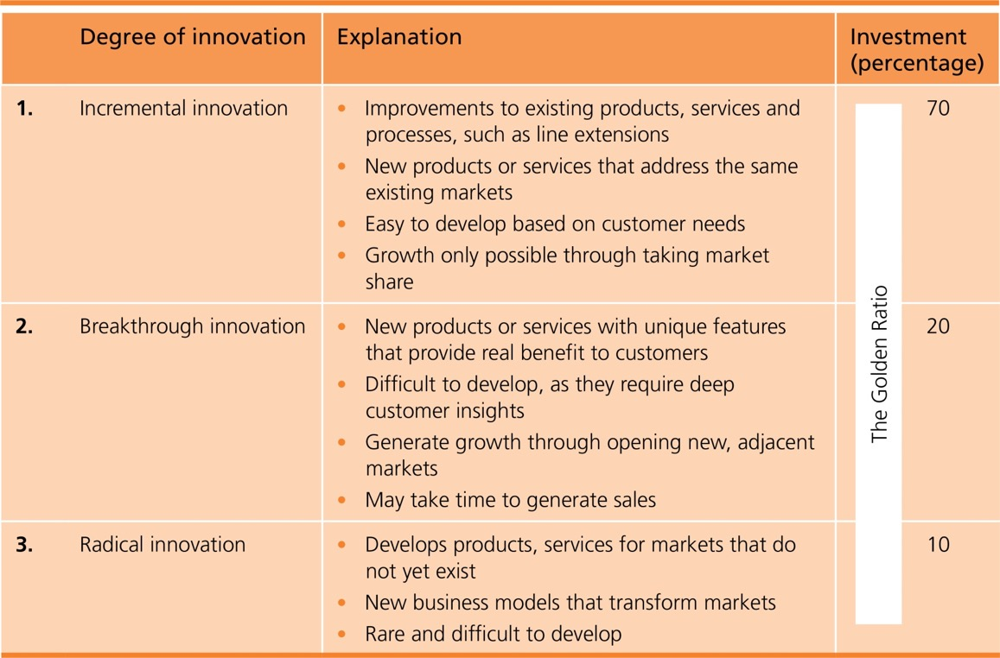 Degree of innovation
Explanation
Investment
(percentage)
1.
Incremental innovation
• Improvements to existing products, services and
processes, such as line extensions
• New products or services that address the same
existing markets
• Easy to develop based on customer needs
• Growth only possible through taking market
share
70
The Golden Ratio
2.
Breakthrough innovation
• New products or services with unique features
that provide real benefit to customers
• Difficult to develop, as they require deep
customer insights
• Generate growth through opening new, adjacent
markets
• May take time to generate sales
20
3.
Radical innovation
• Develops products, services for markets that do
not yet exist
• New business models that transform markets
• Rare and difficult to develop
10